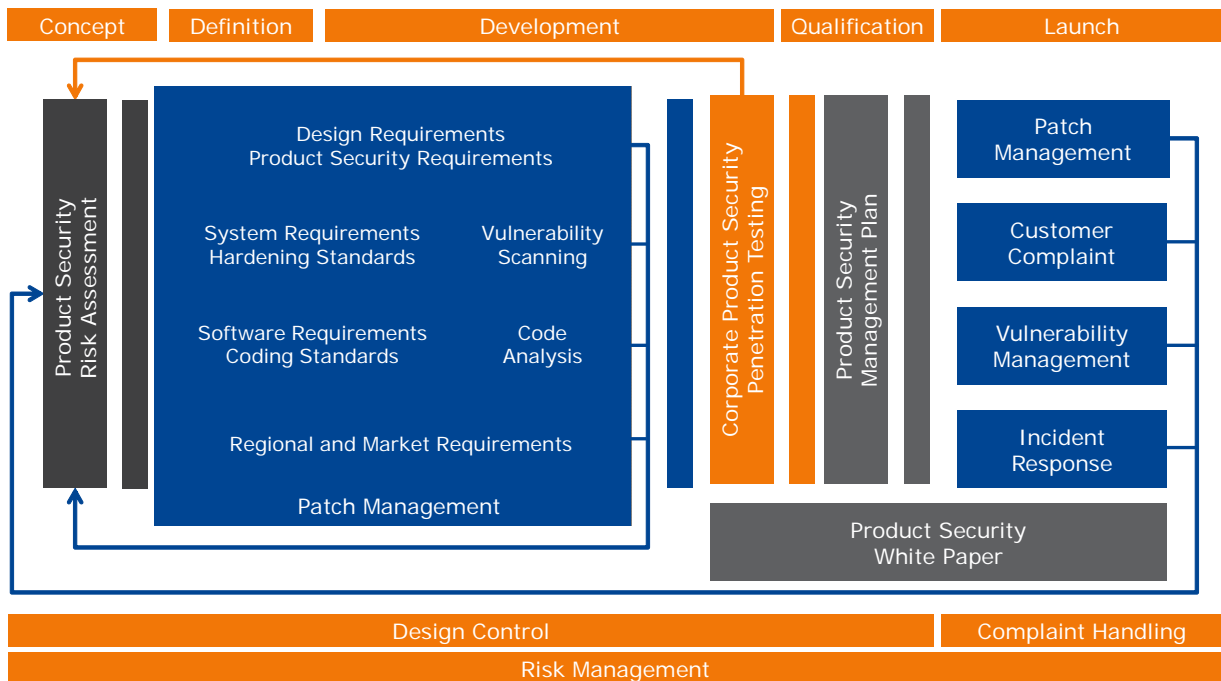 Concept
Definition
Development
Qualification
Launch
Product Security
Risk Assessment
Design Requirements
Product Security Requirements
System Requirements
Hardening Standards
Vulnerability
Scanning
Software Requirements
Coding Standards
Code
Analysis
Regional and Market Requirements
Patch Management
Corporate Product Security
Penetration Testing
Product Security
Management Plan
Patch
Management
Customer
Complaint
Vulnerability
Management
Incident
Response
Product Security
White Paper
Design Control
Complaint Handling
Risk Management